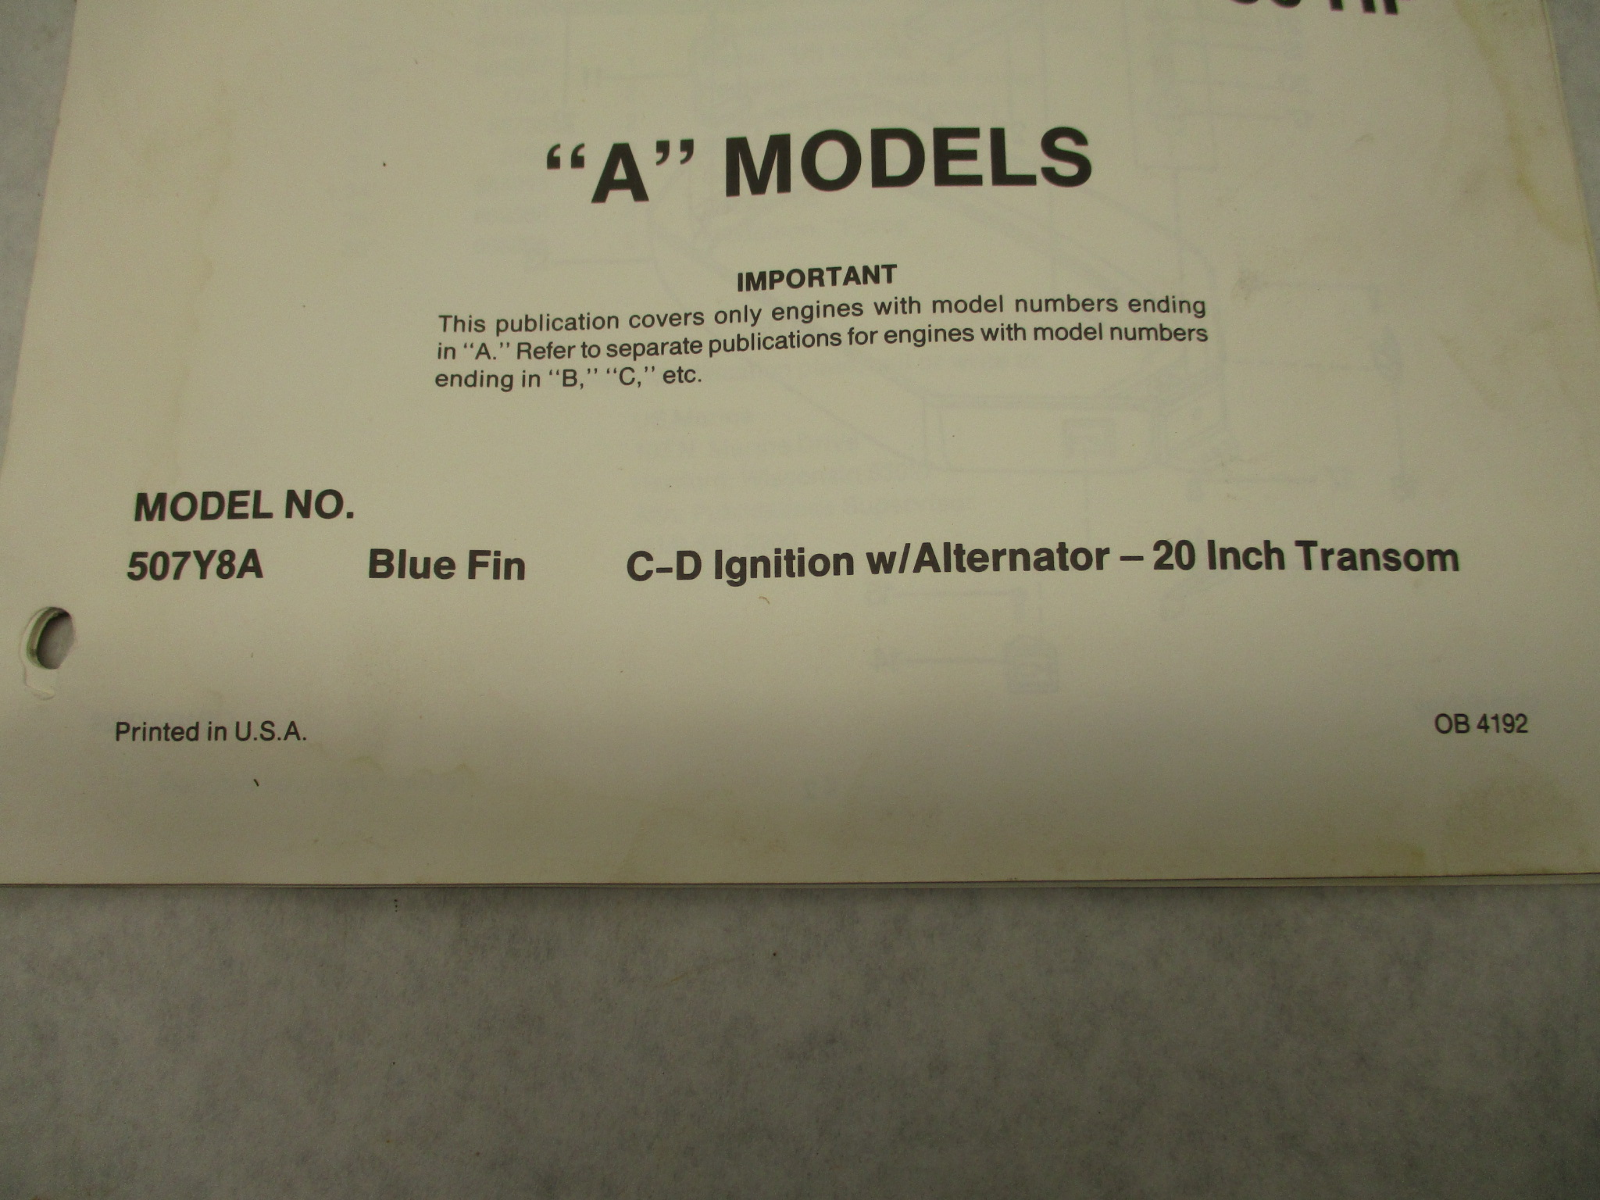 "A" MODELS
IMPORTANT
This publication covers only engines with model numbers ending
in "A." Refer to separate publications for engines with model numbers
ending in "B," "C," etc.
MODEL NO.
507Y8A Blue Fin C-D Ignition w/Alternator – 20 Inch Transom
Printed in U.S.A.
OB 4192